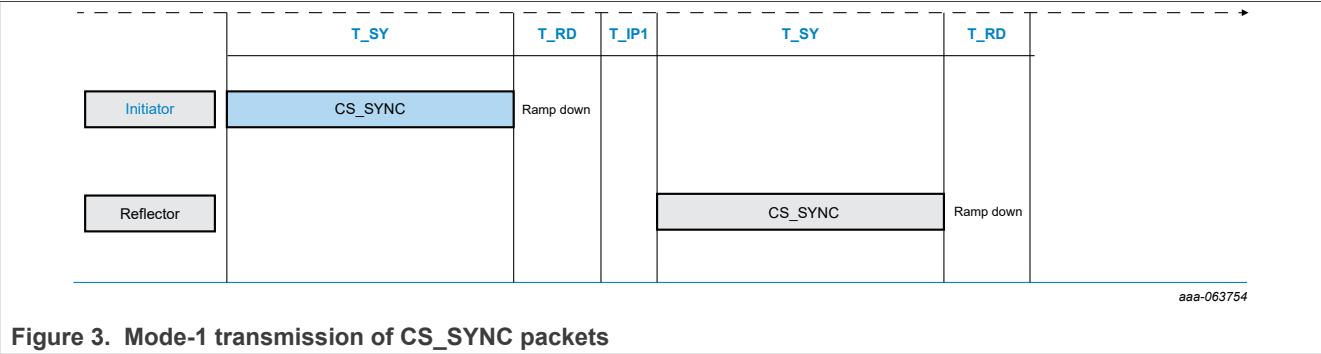 T_SY T_RD T_IP1 T_SY T_RD
Initiator CS_SYNC Ramp down
Reflector CS_SYNC Ramp down
aaa-063754
Figure 3. Mode-1 transmission of CS_SYNC packets